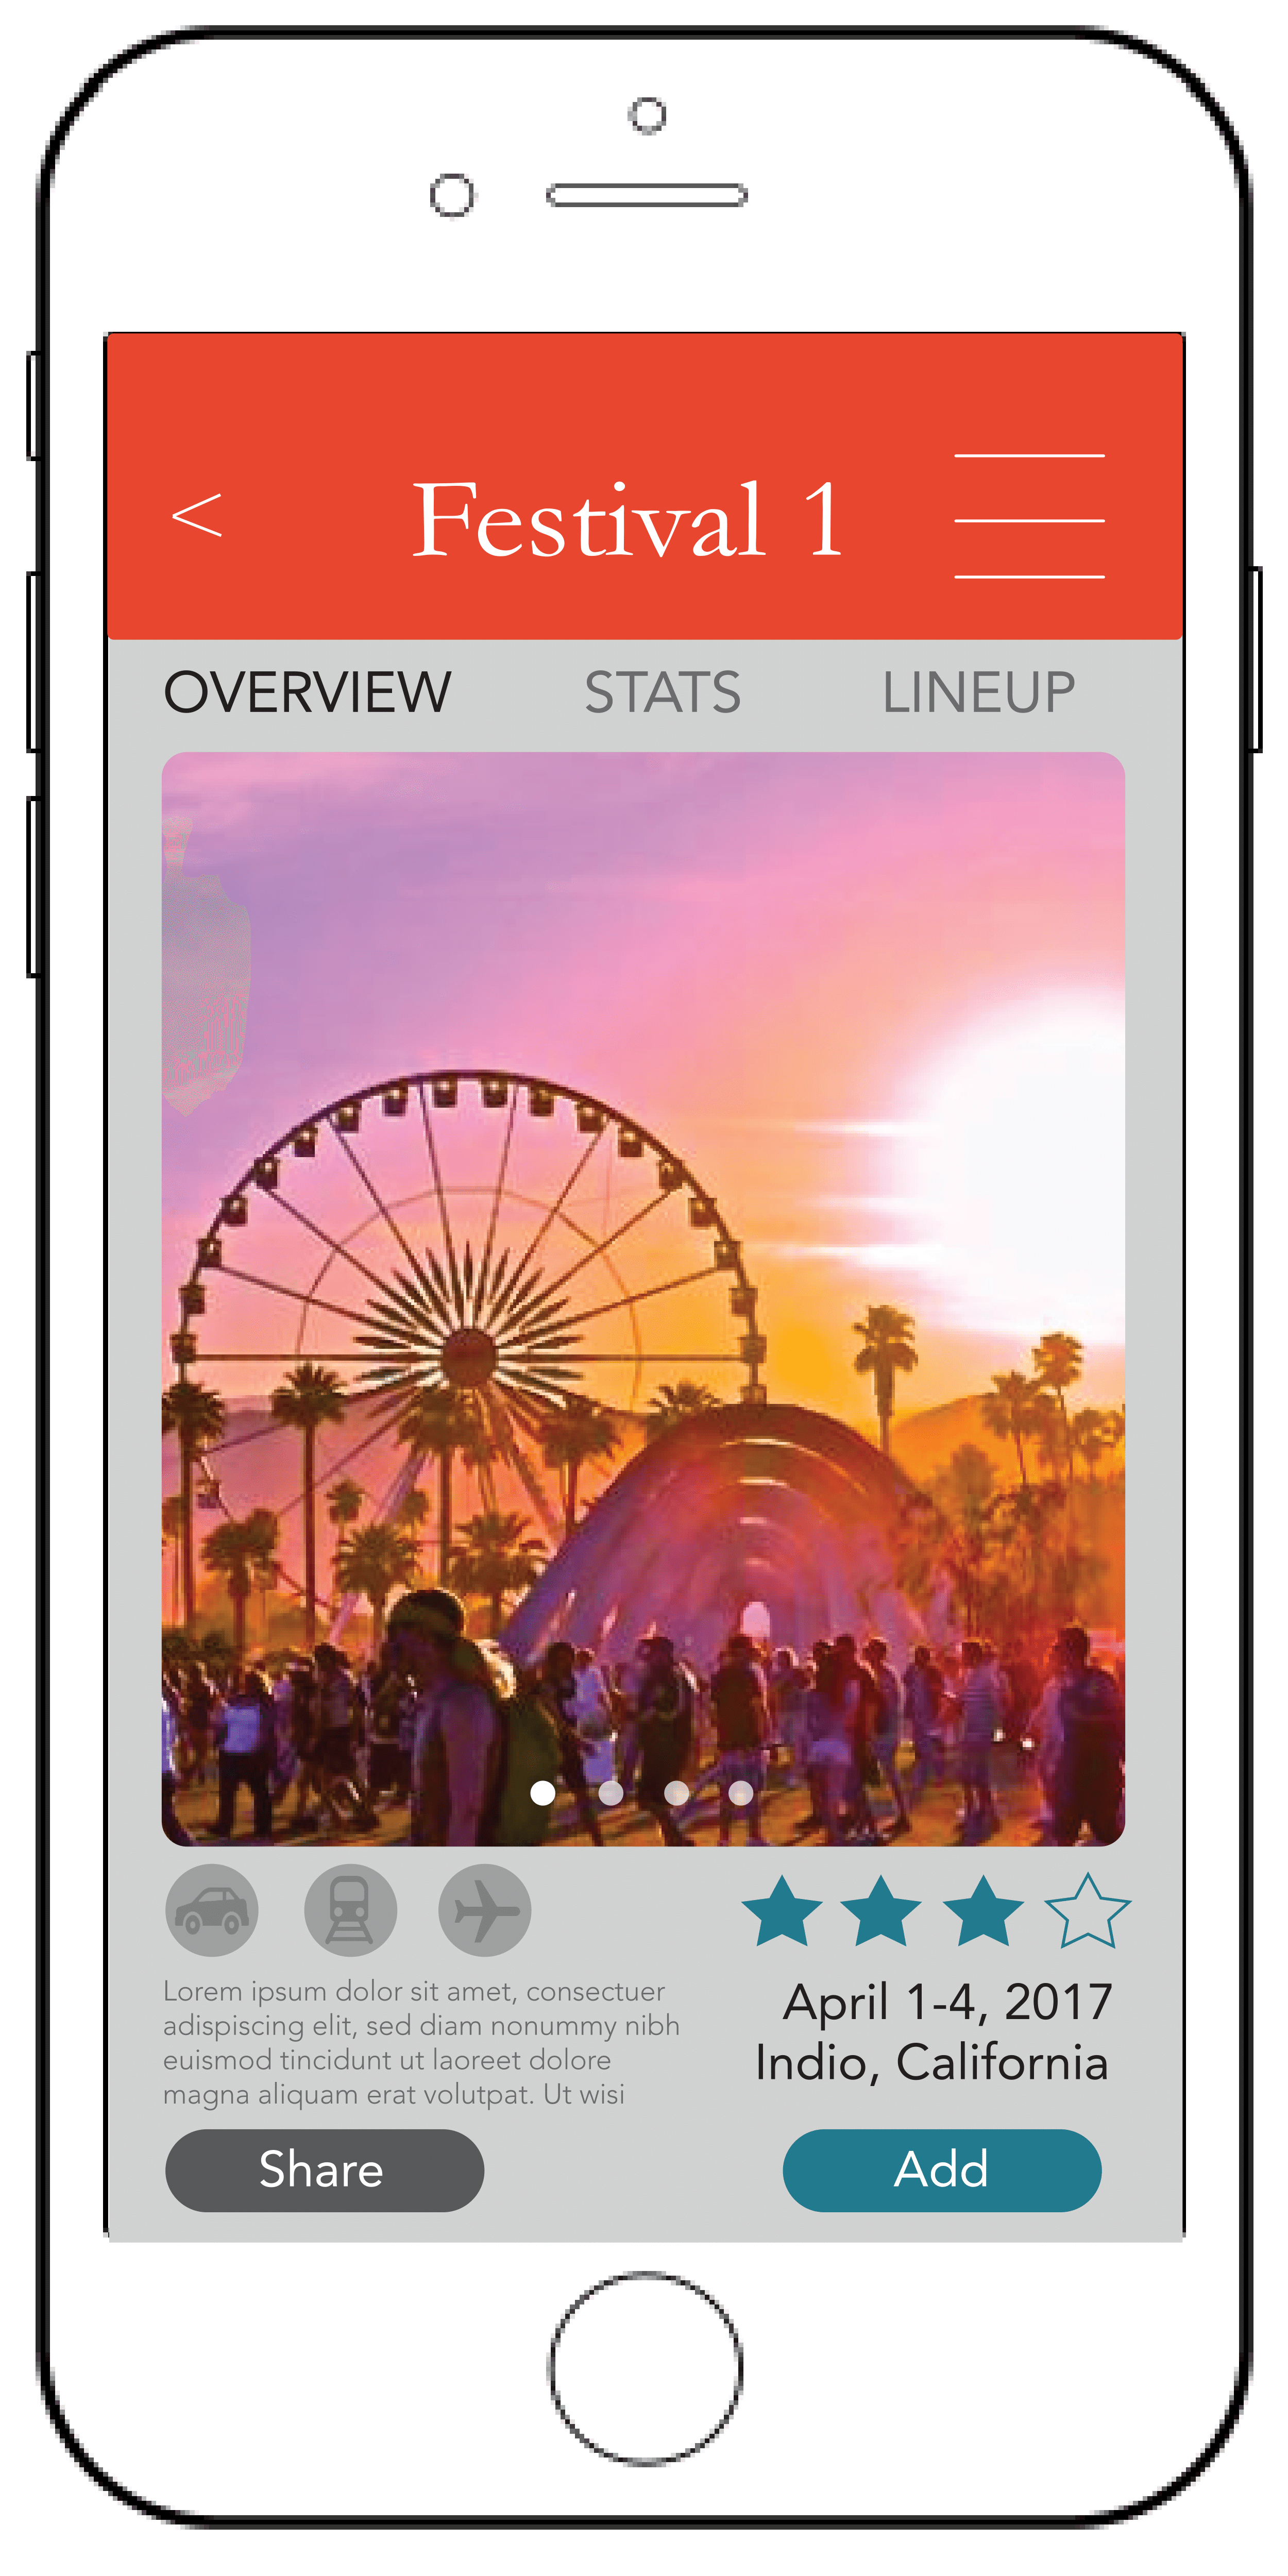 < Festival 1
OVERVIEW STATS LINEUP
Lorem ipsum dolor sit amet, consectuer
adispiscing elit, sed diam nonummy nibh
euismod tincidunt ut laoreet dolore
magna aliquam erat volutpat. Ut wisi
April 1-4, 2017
Indio, California
Share
Add